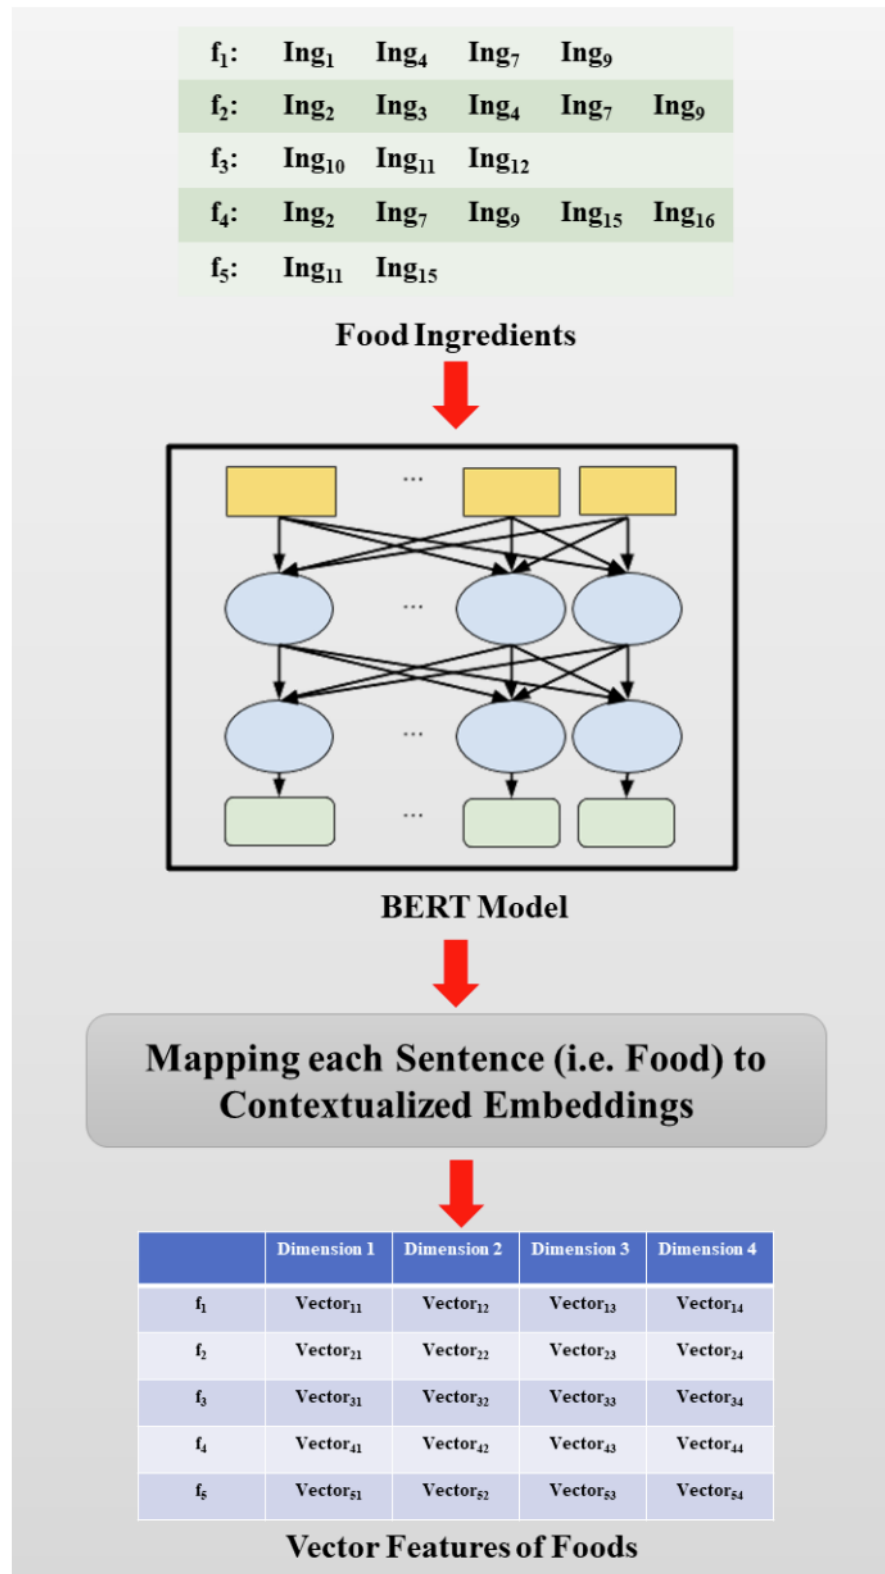 f₁: Ing₁ Ing₄ Ing₇ Ing₉
f₂: Ing₂ Ing₃ Ing₄ Ing₇ Ing₉
f₃: Ing₁₀ Ing₁₁ Ing₁₂
f₄: Ing₂ Ing₇ Ing₉ Ing₁₅ Ing₁₆
f₅: Ing₁₁ Ing₁₅
Food Ingredients
...
...
...
...
BERT Model
Mapping each Sentence (i.e. Food) to
Contextualized Embeddings
Dimension 1 Dimension 2 Dimension 3 Dimension 4
f₁ Vector₁₁ Vector₁₂ Vector₁₃ Vector₁₄
f₂ Vector₂₁ Vector₂₂ Vector₂₃ Vector₂₄
f₃ Vector₃₁ Vector₃₂ Vector₃₃ Vector₃₄
f₄ Vector₄₁ Vector₄₂ Vector₄₃ Vector₄₄
f₅ Vector₅₁ Vector₅₂ Vector₅₃ Vector₅₄
Vector Features of Foods